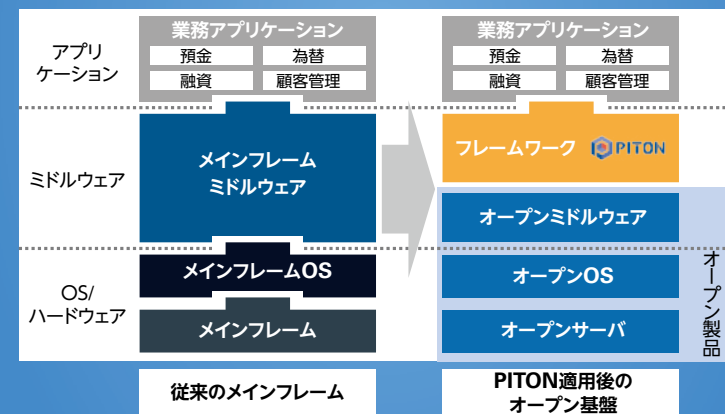 アプリ
ケーション
業務アプリケーション
預金 為替
融資 顧客管理
業務アプリケーション
預金 為替
融資 顧客管理
ミドルウェア
メインフレーム
ミドルウェア
フレームワーク PITON
オープンミドルウェア
OS/
ハードウェア
メインフレームOS
メインフレーム
オープンOS
オープンサーバ
オープン製品
従来のメインフレーム
PITON適用後の
オープン基盤